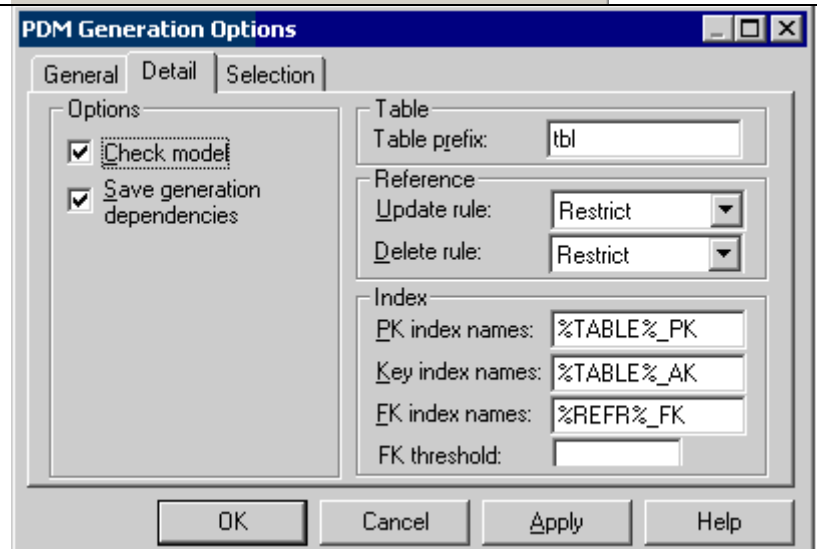 PDM Generation Options
General Detail Selection
Options
Check model
Save generation
dependencies
Table
Table prefix: tbl
Reference
Update rule: Restrict
Delete rule: Restrict
Index
PK index names: %TABLE%_PK
Key index names: %TABLE%_AK
FK index names: %REFR%_FK
FK threshold:
OK Cancel Apply Help